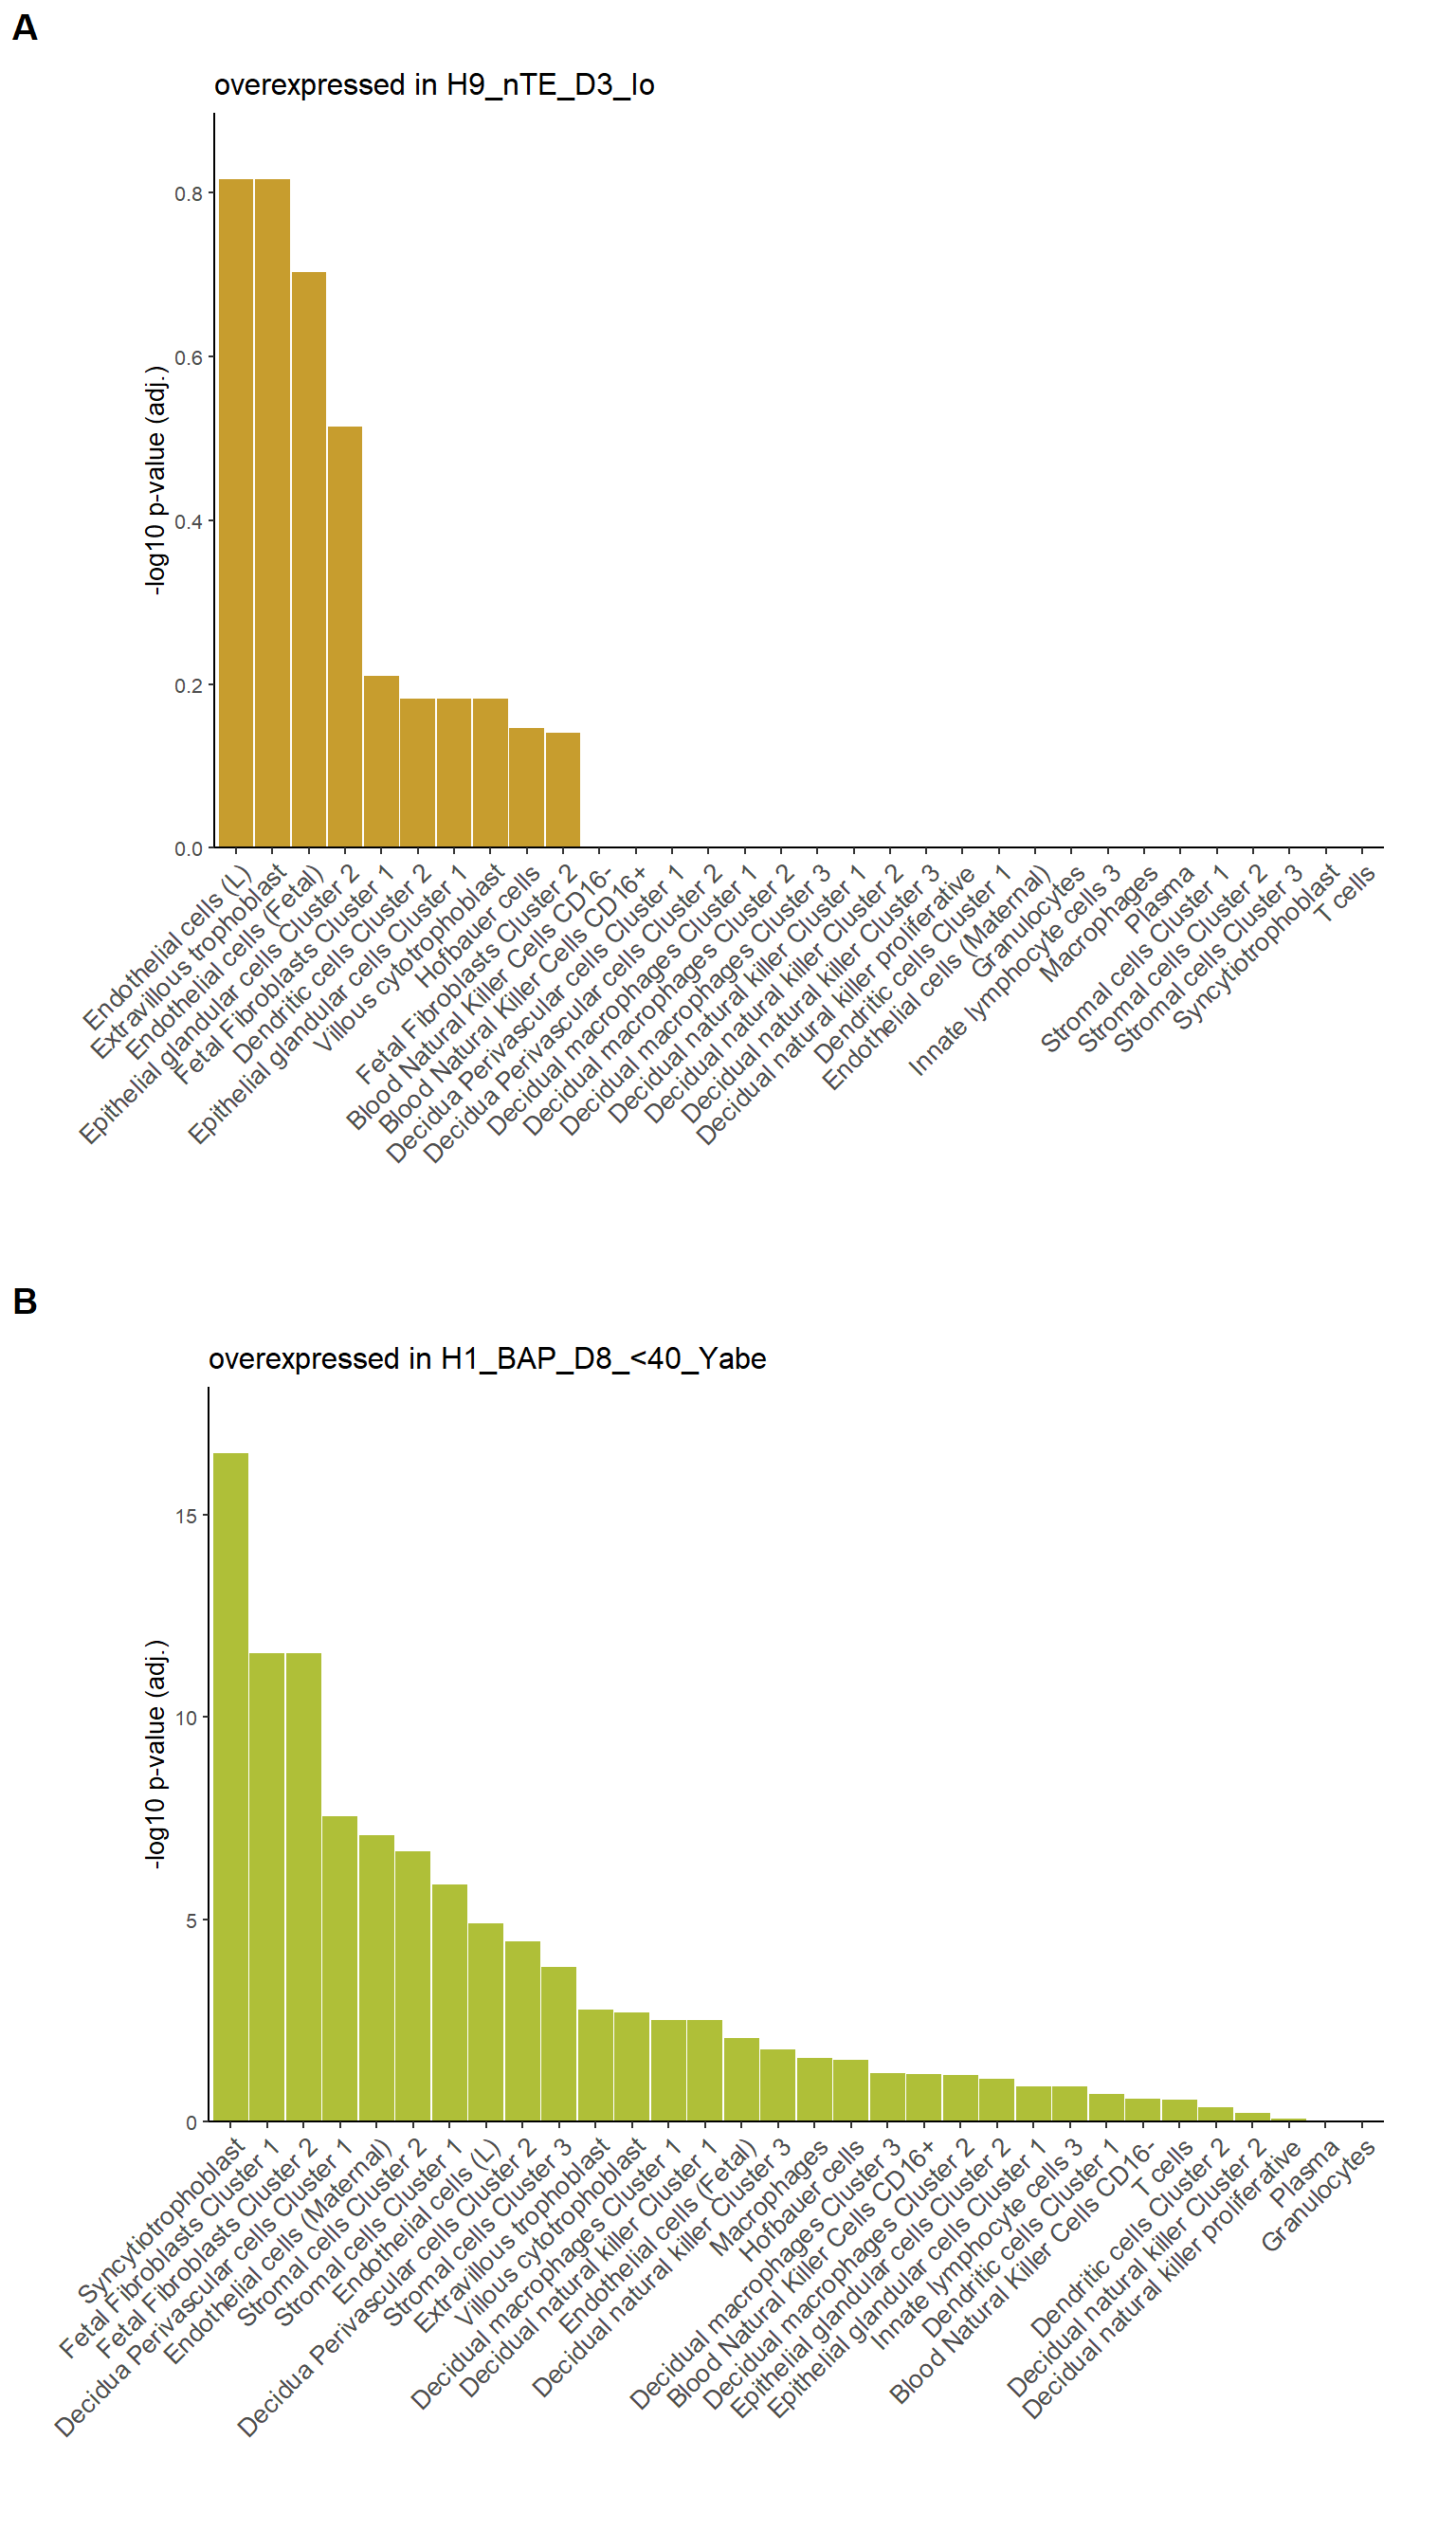 A
overexpressed in H9_nTE_D3_Io
-log10 p-value (adj.)
0.8
0.6
0.4
0.2
0.0
Endothelial cells (L)
Extravillous trophoblast
Endothelial cells (Fetal)
Epithelial glandular cells Cluster 2
Fetal Fibroblasts Cluster 1
Dendritic cells Cluster 2
Epithelial glandular cells Cluster 1
Villous cytotrophoblast
Hofbauer cells
Fetal Fibroblasts Cluster 2
Blood Natural Killer Cells CD16-
Blood Natural Killer Cells CD16+
Decidua Perivascular cells Cluster 1
Decidua Perivascular cells Cluster 2
Decidual macrophages Cluster 1
Decidual macrophages Cluster 2
Decidual macrophages Cluster 3
Decidual natural killer Cluster 1
Decidual natural killer Cluster 2
Decidual natural killer Cluster 3
Decidual natural killer proliferative
Dendritic cells Cluster 1
Endothelial cells (Maternal)
Granulocytes
Innate lymphocyte cells 3
Macrophages
Plasma
Stromal cells Cluster 1
Stromal cells Cluster 2
Stromal cells Cluster 3
Syncytiotrophoblast
T cells
B
overexpressed in H1_BAP_D8_<40_Yabe
-log10 p-value (adj.)
15
10
5
0
Syncytiotrophoblast
Fetal Fibroblasts Cluster 1
Fetal Fibroblasts Cluster 2
Decidua Perivascular cells Cluster 1
Endothelial cells (Maternal)
Stromal cells Cluster 2
Stromal cells Cluster 1
Endothelial cells (L)
Decidua Perivascular cells Cluster 2
Stromal cells Cluster 3
Extravillous trophoblast
Villous cytotrophoblast
Decidual macrophages Cluster 1
Decidual natural killer Cluster 1
Endothelial cells (Fetal)
Decidual natural killer Cluster 3
Macrophages
Hofbauer cells
Decidual macrophages Cluster 3
Blood Natural Killer Cells CD16+
Decidual macrophages Cluster 2
Epithelial glandular cells Cluster 2
Epithelial glandular cells Cluster 1
Innate lymphocyte cells 3
Dendritic cells Cluster 1
Blood Natural Killer Cells CD16-
T cells
Dendritic cells Cluster 2
Decidual natural killer Cluster 2
Decidual natural killer proliferative
Plasma
Granulocytes